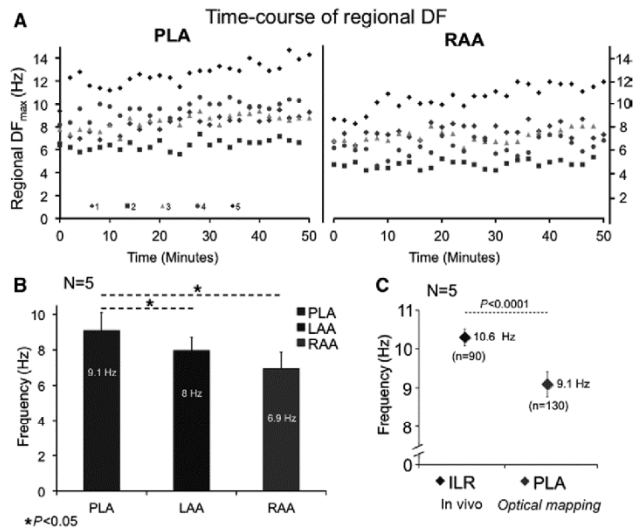 Time-course of regional DF
A
PLA
RAA
Regional DFmax (Hz)
14
12
10
8
6
4
2
0
1 2 3 4 5
0 10 20 30 40 50
Time (Minutes)
14
12
10
8
6
4
2
0 10 20 30 40 50
Time (Minutes)
B
N=5
*
*
PLA
LAA
RAA
Frequency (Hz)
10
8
6
4
2
0
9.1 Hz
8 Hz
6.9 Hz
PLA LAA RAA
*P<0.05
C
N=5
P<0.0001
Frequency (Hz)
11
10
9
8
0
10.6 Hz
(n=90)
9.1 Hz
(n=130)
ILR PLA
In vivo Optical mapping